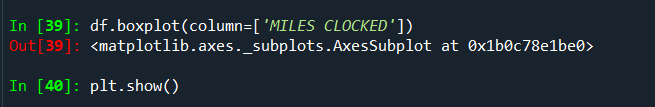 In [39]: df.boxplot(column=['MILES CLOCKED'])
Out[39]: <matplotlib.axes._subplots.AxesSubplot at 0x1b0c78e1be0>
In [40]: plt.show()